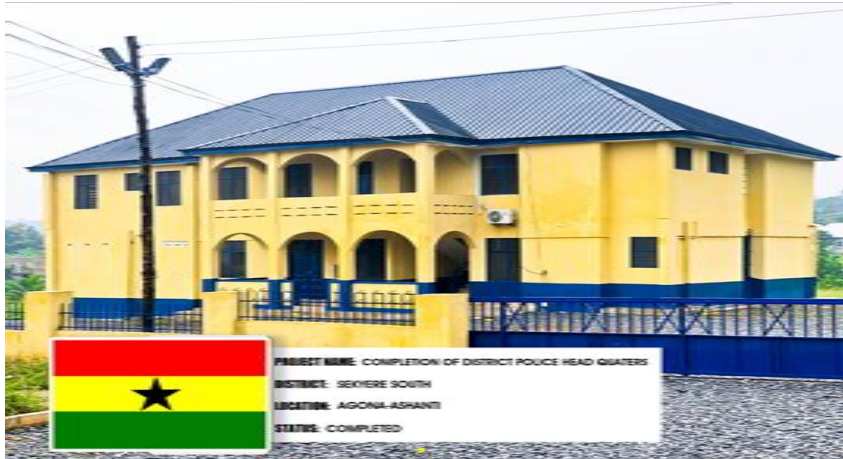 PROJECT NAME: COMPLETION OF DISTRICT POLICE HEAD QUATERS
DISTRICT: SEKYERE SOUTH
LOCATION: AGONA-ASHANTI
STATUS: COMPLETED